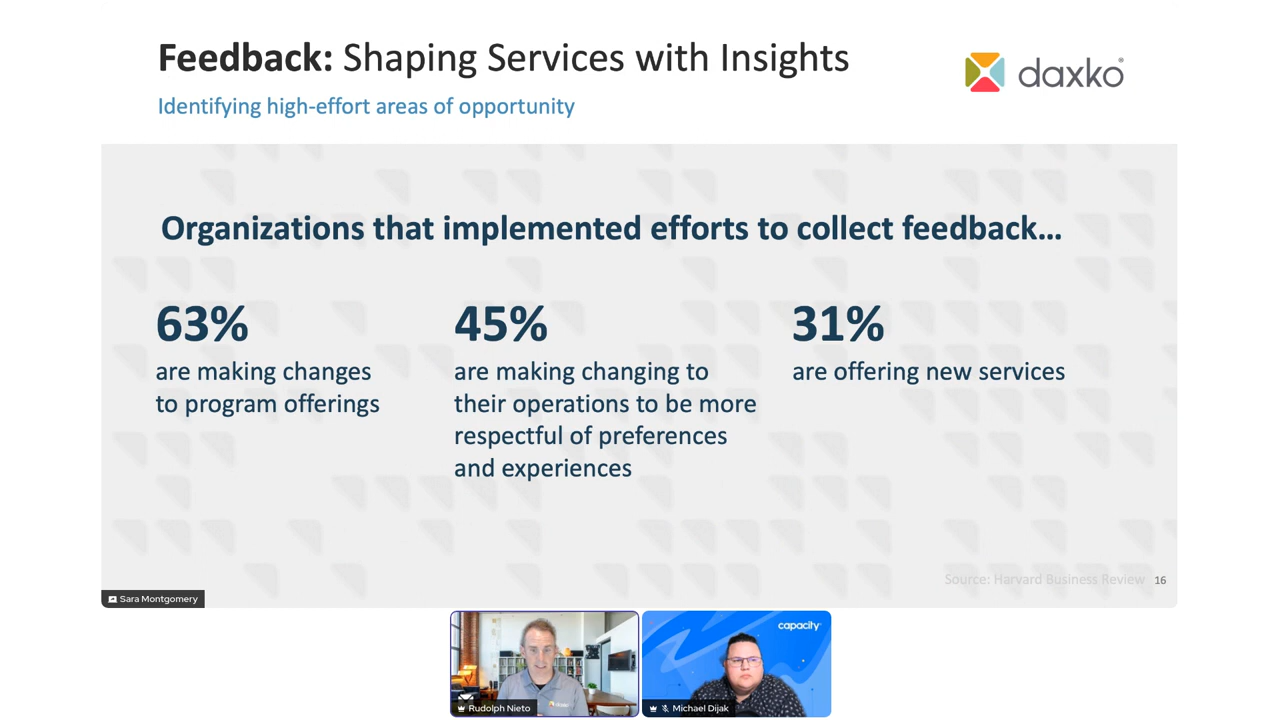 Feedback: Shaping Services with Insights
daxko
Identifying high-effort areas of opportunity
Organizations that implemented efforts to collect feedback...
63%
are making changes
to program offerings
45%
are making changing to
their operations to be more
respectful of preferences
and experiences
31%
are offering new services
Source: Harvard Business Review 16
Sara Montgomery
capacity
Rudolph Nieto
Michael Dijak